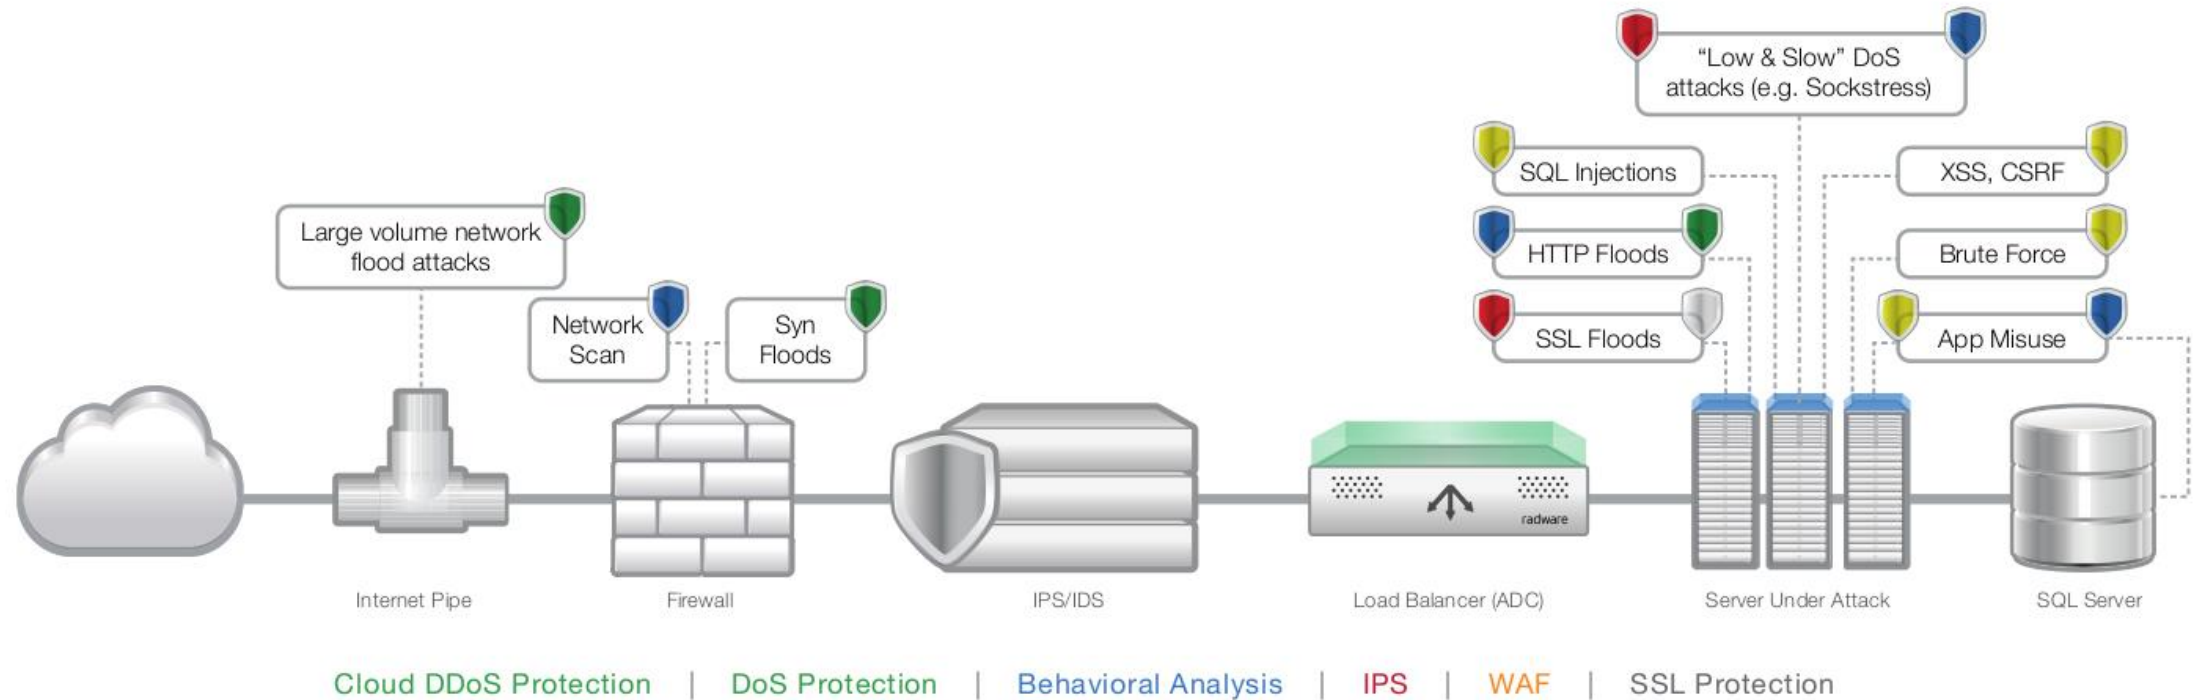 “Low & Slow” DoS
attacks (e.g. Sockstress)
SQL Injections
XSS, CSRF
Large volume network
flood attacks
HTTP Floods
Brute Force
Network
Scan
Syn
Floods
SSL Floods
App Misuse
radware
Internet Pipe
Firewall
IPS/IDS
Load Balancer (ADC)
Server Under Attack
SQL Server
Cloud DDoS Protection | DoS Protection | Behavioral Analysis | IPS | WAF | SSL Protection